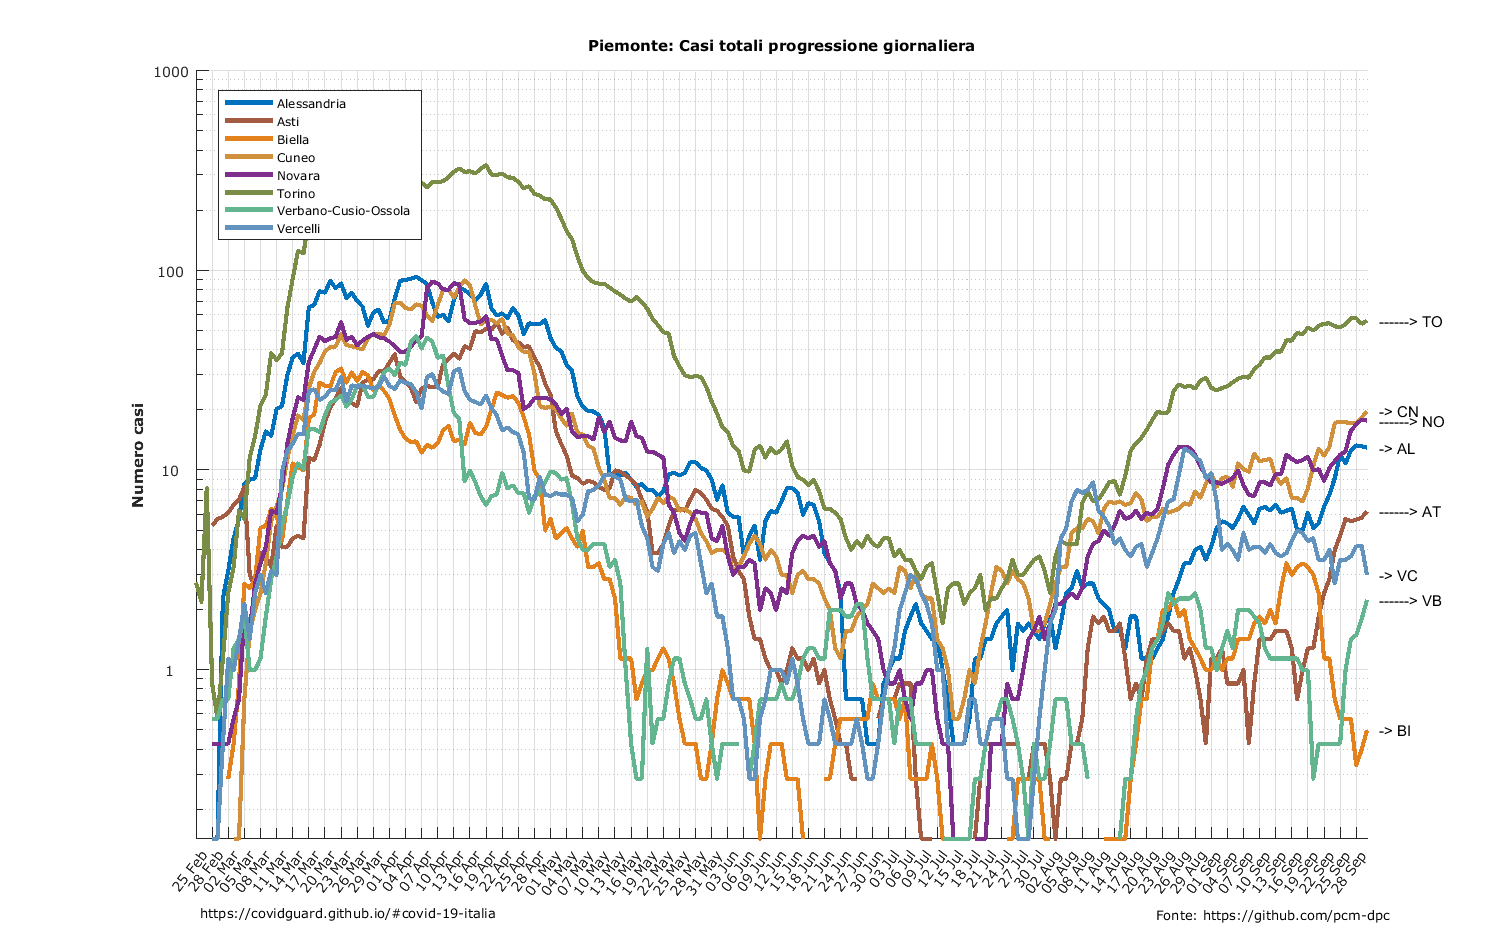 Piemonte: Casi totali progressione giornaliera
1000
100
10
1
Numero casi
Alessandria
Asti
Biella
Cuneo
Novara
Torino
Verbano-Cusio-Ossola
Vercelli
------> TO
-> CN
------> NO
-> AL
------> AT
-> VC
------> VB
-> BI
25 Feb
28 Feb
02 Mar
05 Mar
08 Mar
11 Mar
14 Mar
17 Mar
20 Mar
23 Mar
26 Mar
29 Mar
01 Apr
04 Apr
07 Apr
10 Apr
13 Apr
16 Apr
19 Apr
22 Apr
25 Apr
28 Apr
01 May
04 May
07 May
10 May
13 May
16 May
19 May
22 May
25 May
28 May
31 May
03 Jun
06 Jun
09 Jun
12 Jun
15 Jun
18 Jun
21 Jun
24 Jun
27 Jun
30 Jun
03 Jul
06 Jul
09 Jul
12 Jul
15 Jul
18 Jul
21 Jul
24 Jul
27 Jul
30 Jul
02 Aug
05 Aug
08 Aug
11 Aug
14 Aug
17 Aug
20 Aug
23 Aug
26 Aug
29 Aug
01 Sep
04 Sep
07 Sep
10 Sep
13 Sep
16 Sep
19 Sep
22 Sep
25 Sep
28 Sep
https://covidguard.github.io/#covid-19-italia
Fonte: https://github.com/pcm-dpc